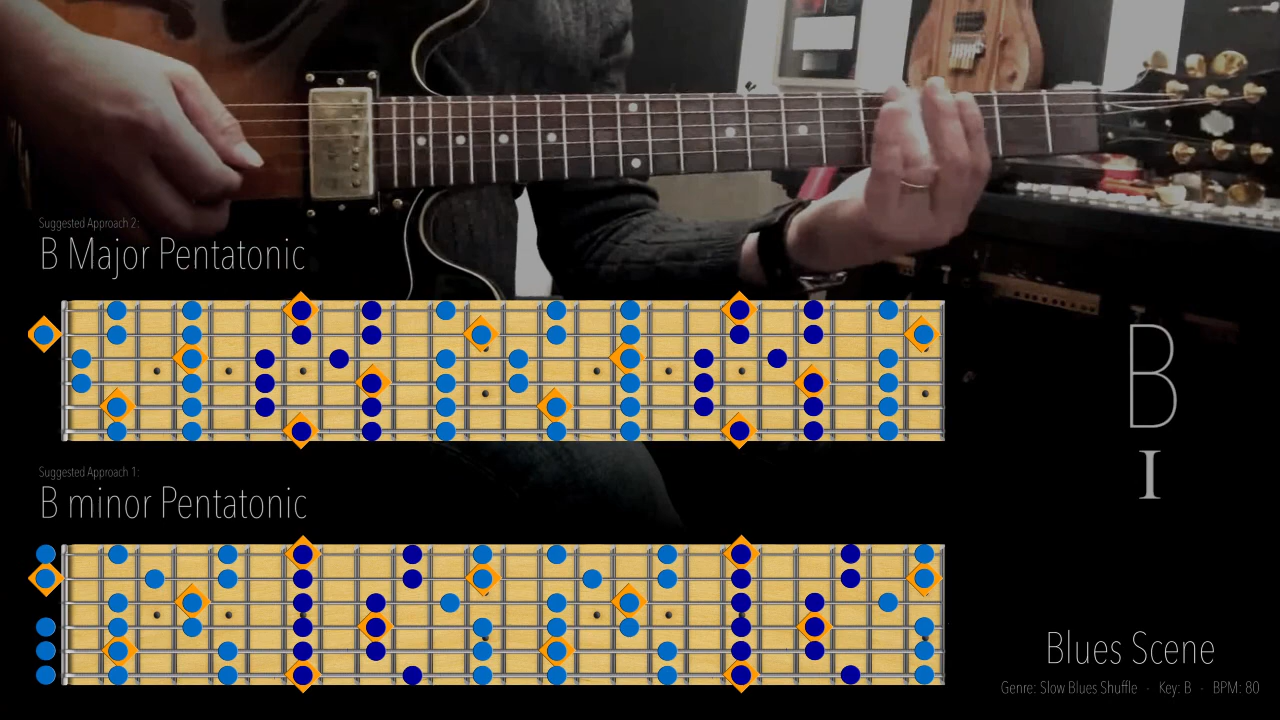 Suggested Approach 2:
B Major Pentatonic
Suggested Approach 1:
B minor Pentatonic
B
I
Blues Scene
Genre: Slow Blues Shuffle - Key: B - BPM: 80